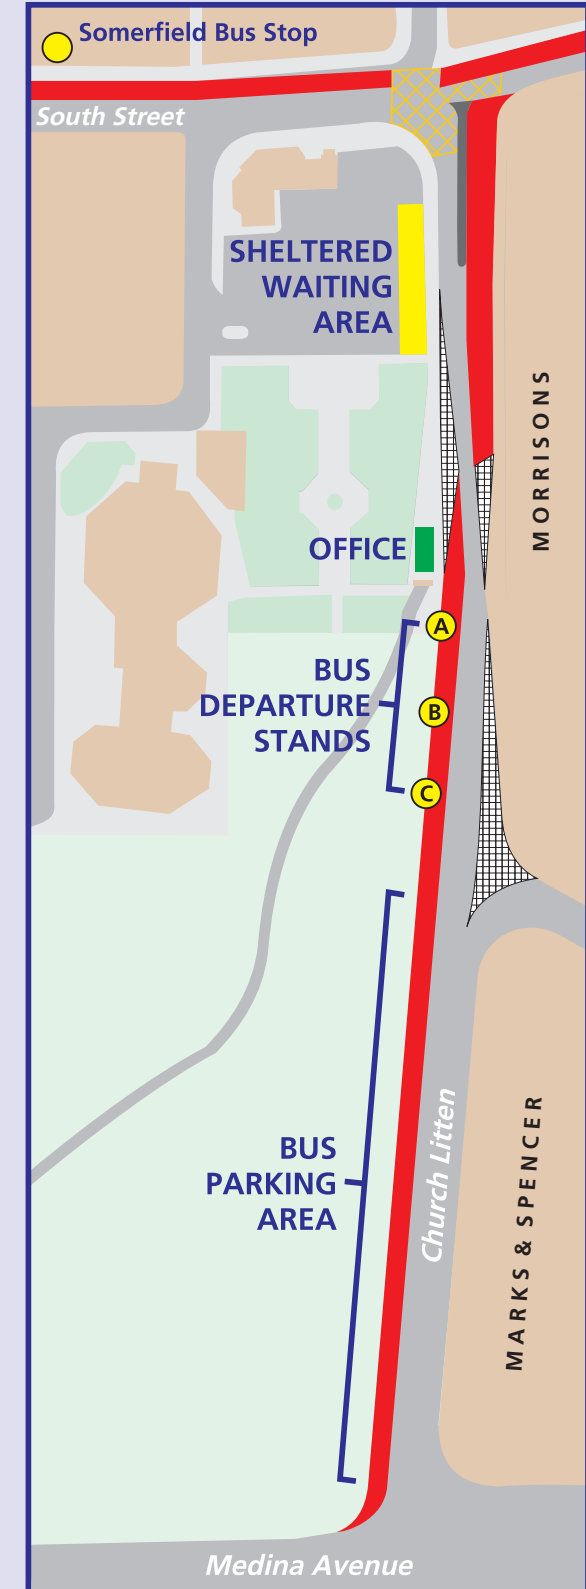 Somerfield Bus Stop
South Street
SHELTERED
WAITING
AREA
MORRISONS
OFFICE
A
BUS
DEPARTURE
STANDS
B
C
BUS
PARKING
AREA
Church Litten
MARKS & SPENCER
Medina Avenue